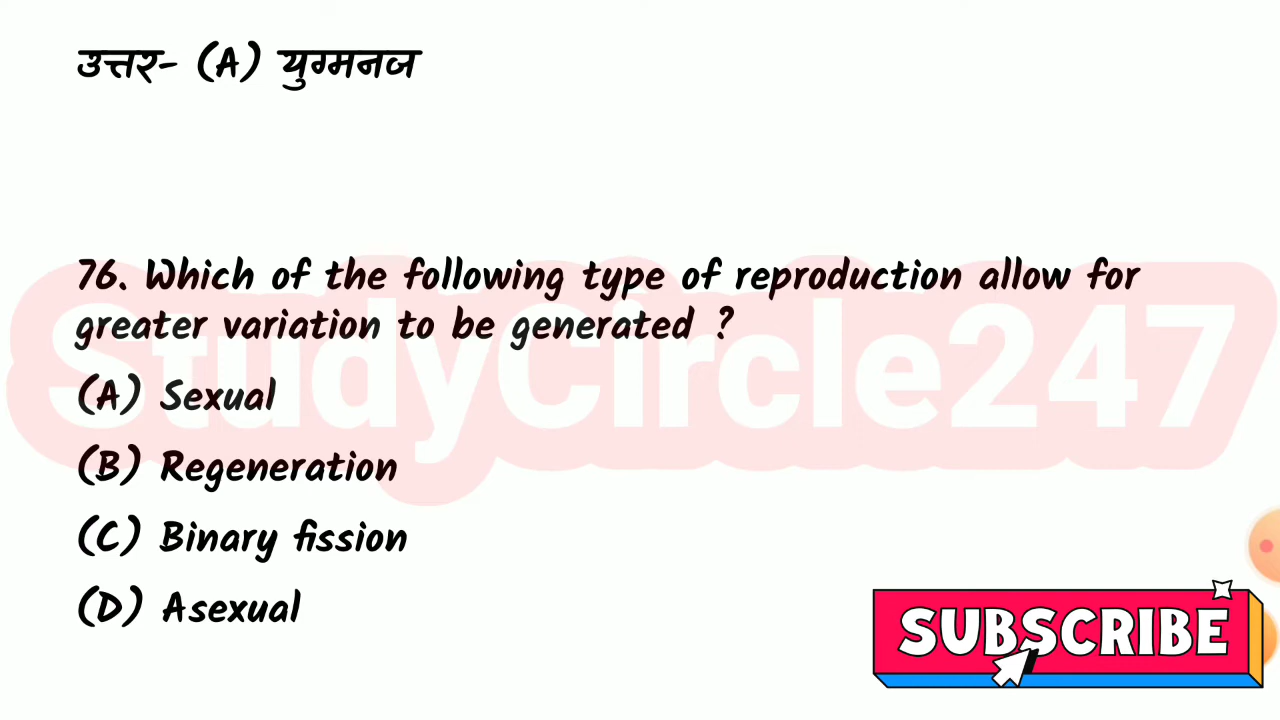 उत्तर- (A) युग्मनज
76. Which of the following type of reproduction allow for
greater variation to be generated ?
StudyCircle247
(A) Sexual
(B) Regeneration
(C) Binary fission
(D) Asexual
SUBSCRIBE